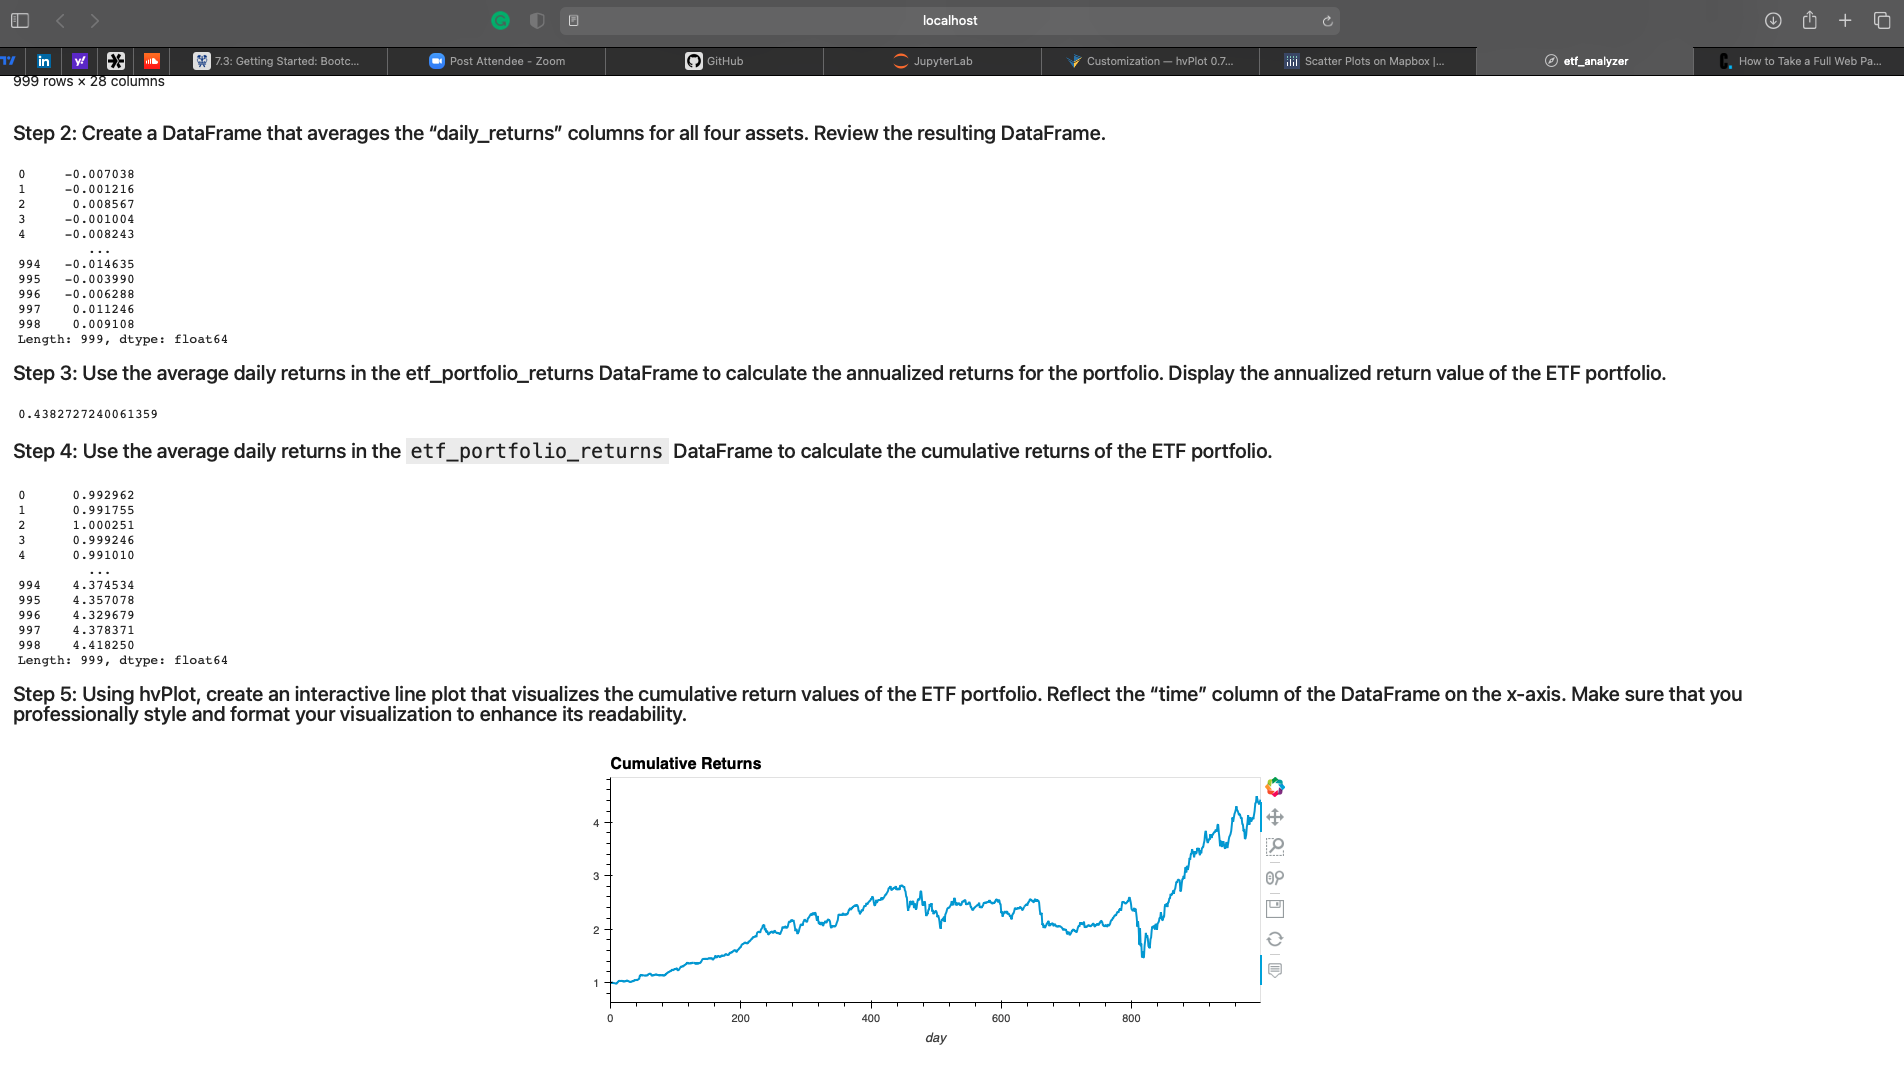 localhost
in
y!
7.3: Getting Started: Bootc...
Post Attendee - Zoom
GitHub
JupyterLab
Customization — hvPlot 0.7...
Scatter Plots on Mapbox |...
etf_analyzer
How to Take a Full Web Pa...
999 rows × 28 columns
Step 2: Create a DataFrame that averages the “daily_returns” columns for all four assets. Review the resulting DataFrame.
0 -0.007038
1 -0.001216
2 0.008567
3 -0.001004
4 -0.008243
...
994 -0.014635
995 -0.003990
996 -0.006288
997 0.011246
998 0.009108
Length: 999, dtype: float64
Step 3: Use the average daily returns in the etf_portfolio_returns DataFrame to calculate the annualized returns for the portfolio. Display the annualized return value of the ETF portfolio.
0.4382727240061359
Step 4: Use the average daily returns in the etf_portfolio_returns DataFrame to calculate the cumulative returns of the ETF portfolio.
0 0.992962
1 0.991755
2 1.000251
3 0.999246
4 0.991010
...
994 4.374534
995 4.357078
996 4.329679
997 4.378371
998 4.418250
Length: 999, dtype: float64
Step 5: Using hvPlot, create an interactive line plot that visualizes the cumulative return values of the ETF portfolio. Reflect the “time” column of the DataFrame on the x-axis. Make sure that you
professionally style and format your visualization to enhance its readability.
Cumulative Returns
4
3
2
1
0 200 400 600 800
day